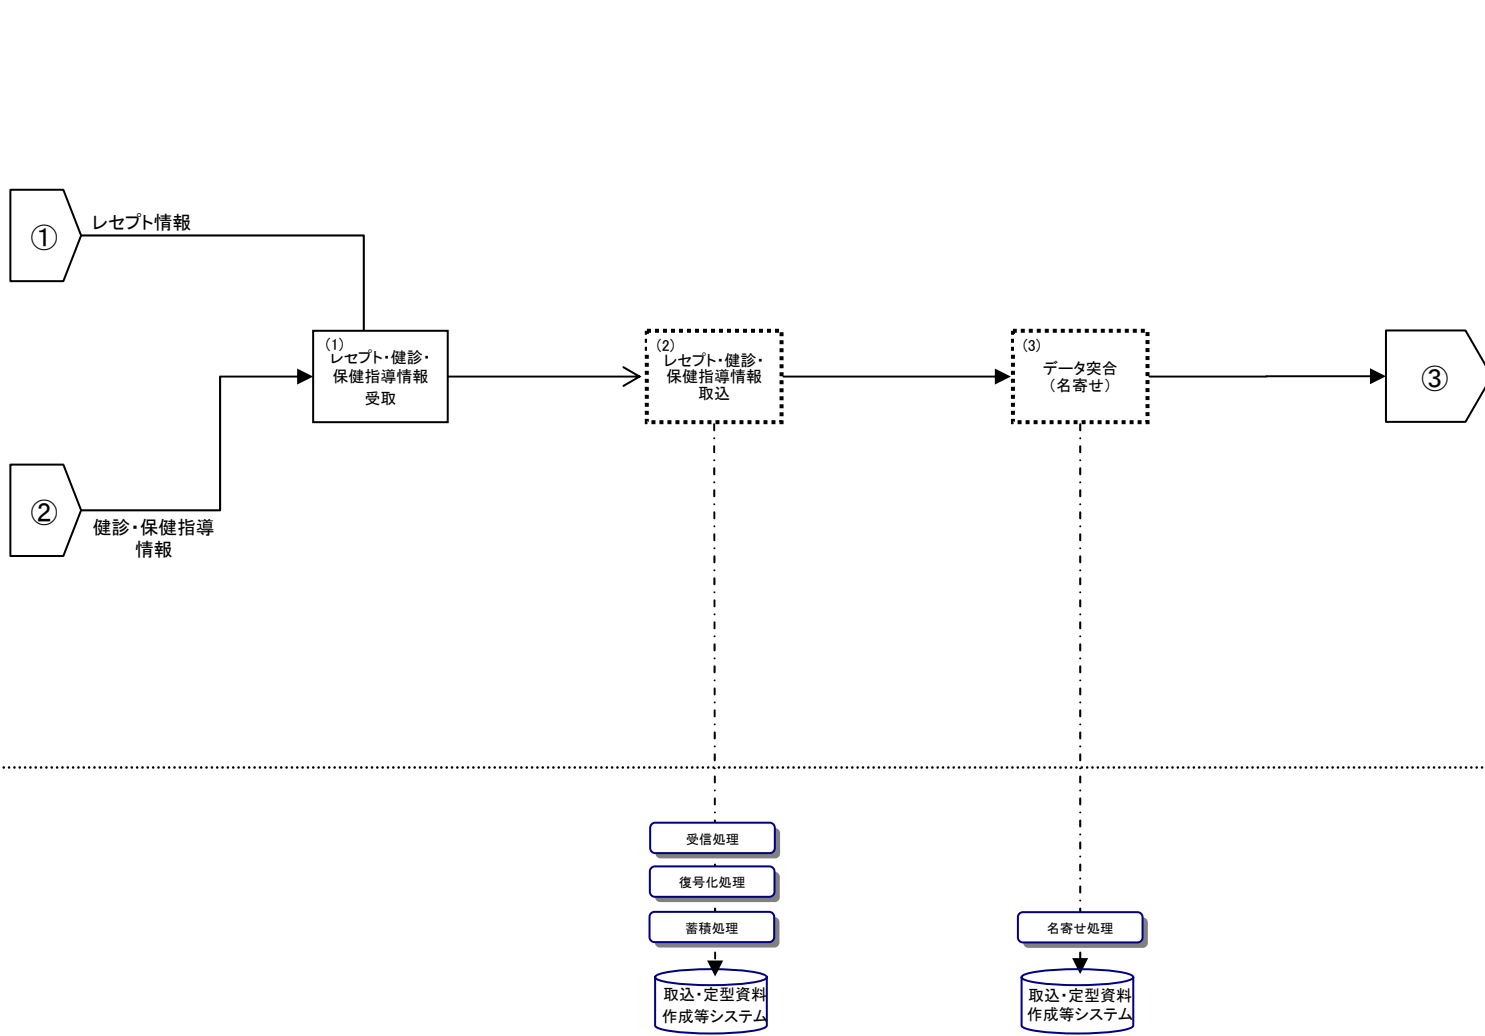 ①
レセプト情報
(1)
レセプト・健診・
保健指導情報
受取
(2)
レセプト・健診・
保健指導情報
取込
(3)
データ突合
（名寄せ）
③
②
健診・保健指導
情報
受信処理
復号化処理
蓄積処理
名寄せ処理
取込・定型資料
作成等システム
取込・定型資料
作成等システム